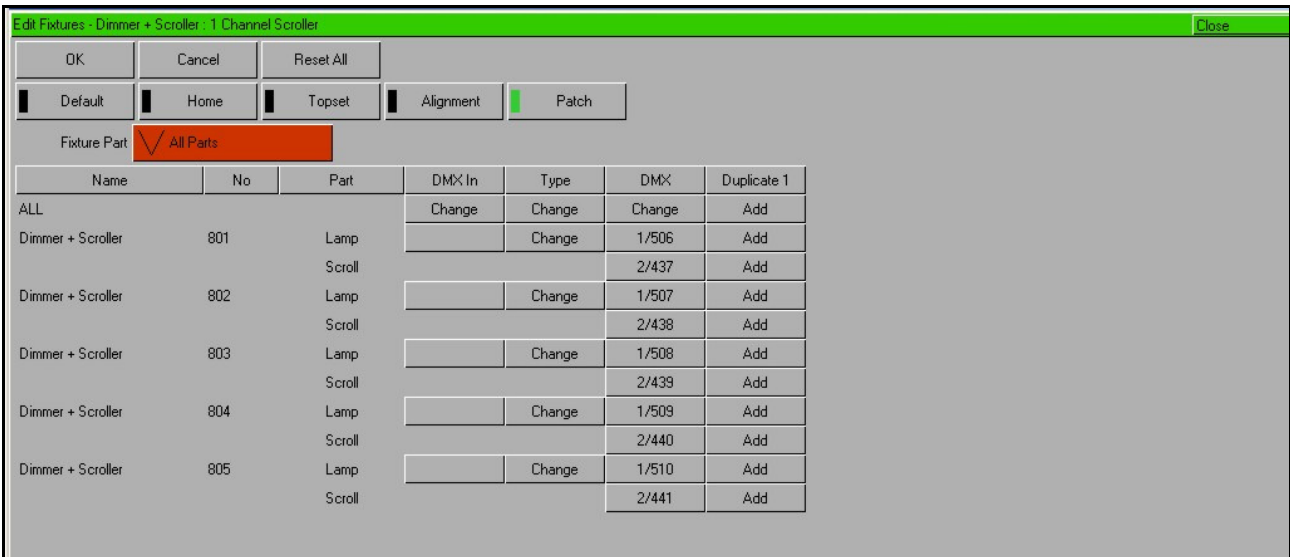 Edit Fixtures - Dimmer + Scroller : 1 Channel Scroller Close
OK Cancel Reset All
Default Home Topset Alignment Patch
Fixture Part All Parts
Name No Part DMX In Type DMX Duplicate 1
ALL Change Change Change Add
Dimmer + Scroller 801 Lamp Change 1/506 Add
Scroll 2/437 Add
Dimmer + Scroller 802 Lamp Change 1/507 Add
Scroll 2/438 Add
Dimmer + Scroller 803 Lamp Change 1/508 Add
Scroll 2/439 Add
Dimmer + Scroller 804 Lamp Change 1/509 Add
Scroll 2/440 Add
Dimmer + Scroller 805 Lamp Change 1/510 Add
Scroll 2/441 Add